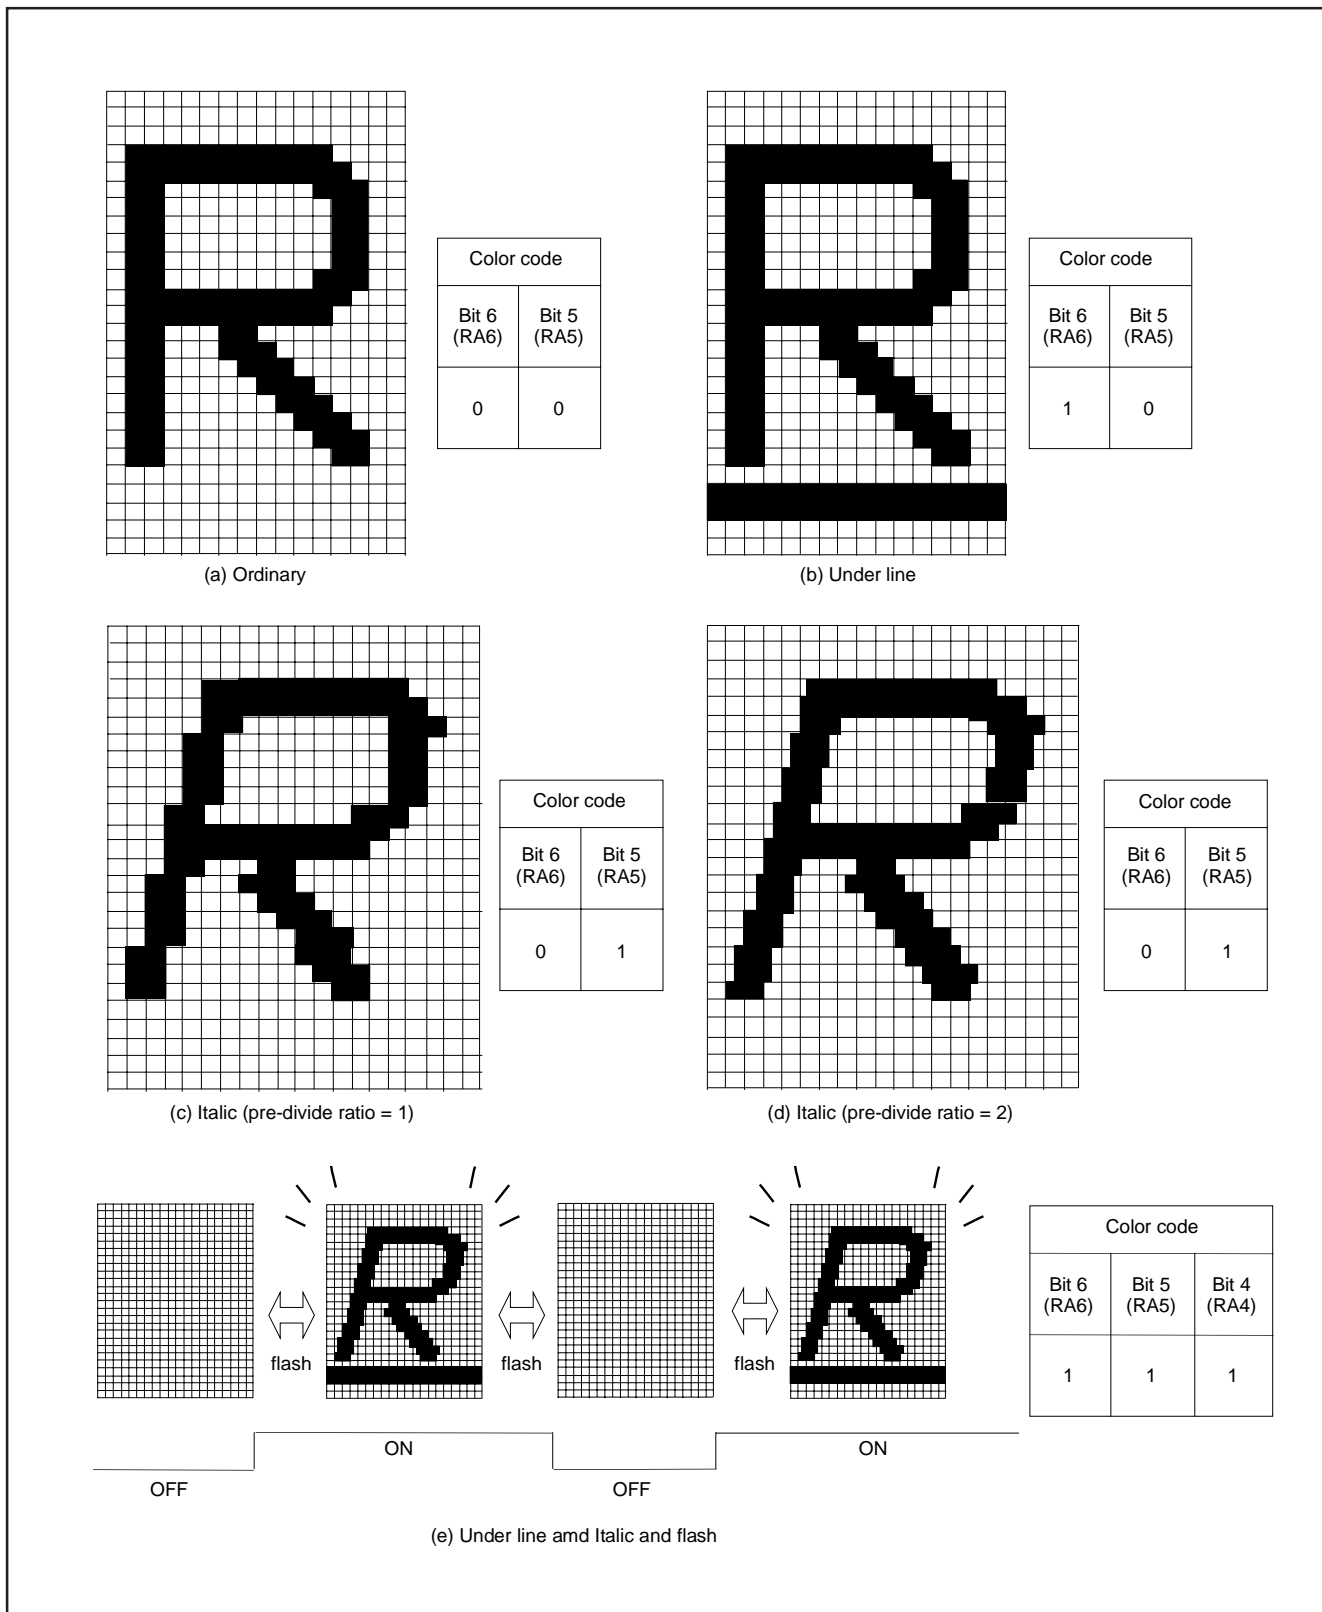 Color code
Bit 6 Bit 5
(RA6) (RA5)
0 0
(a) Ordinary
Color code
Bit 6 Bit 5
(RA6) (RA5)
1 0
(b) Under line
Color code
Bit 6 Bit 5
(RA6) (RA5)
0 1
(c) Italic (pre-divide ratio = 1)
Color code
Bit 6 Bit 5
(RA6) (RA5)
0 1
(d) Italic (pre-divide ratio = 2)
flash flash flash
Color code
Bit 6 Bit 5 Bit 4
(RA6) (RA5) (RA4)
1 1 1
OFF ON OFF ON
(e) Under line amd Italic and flash